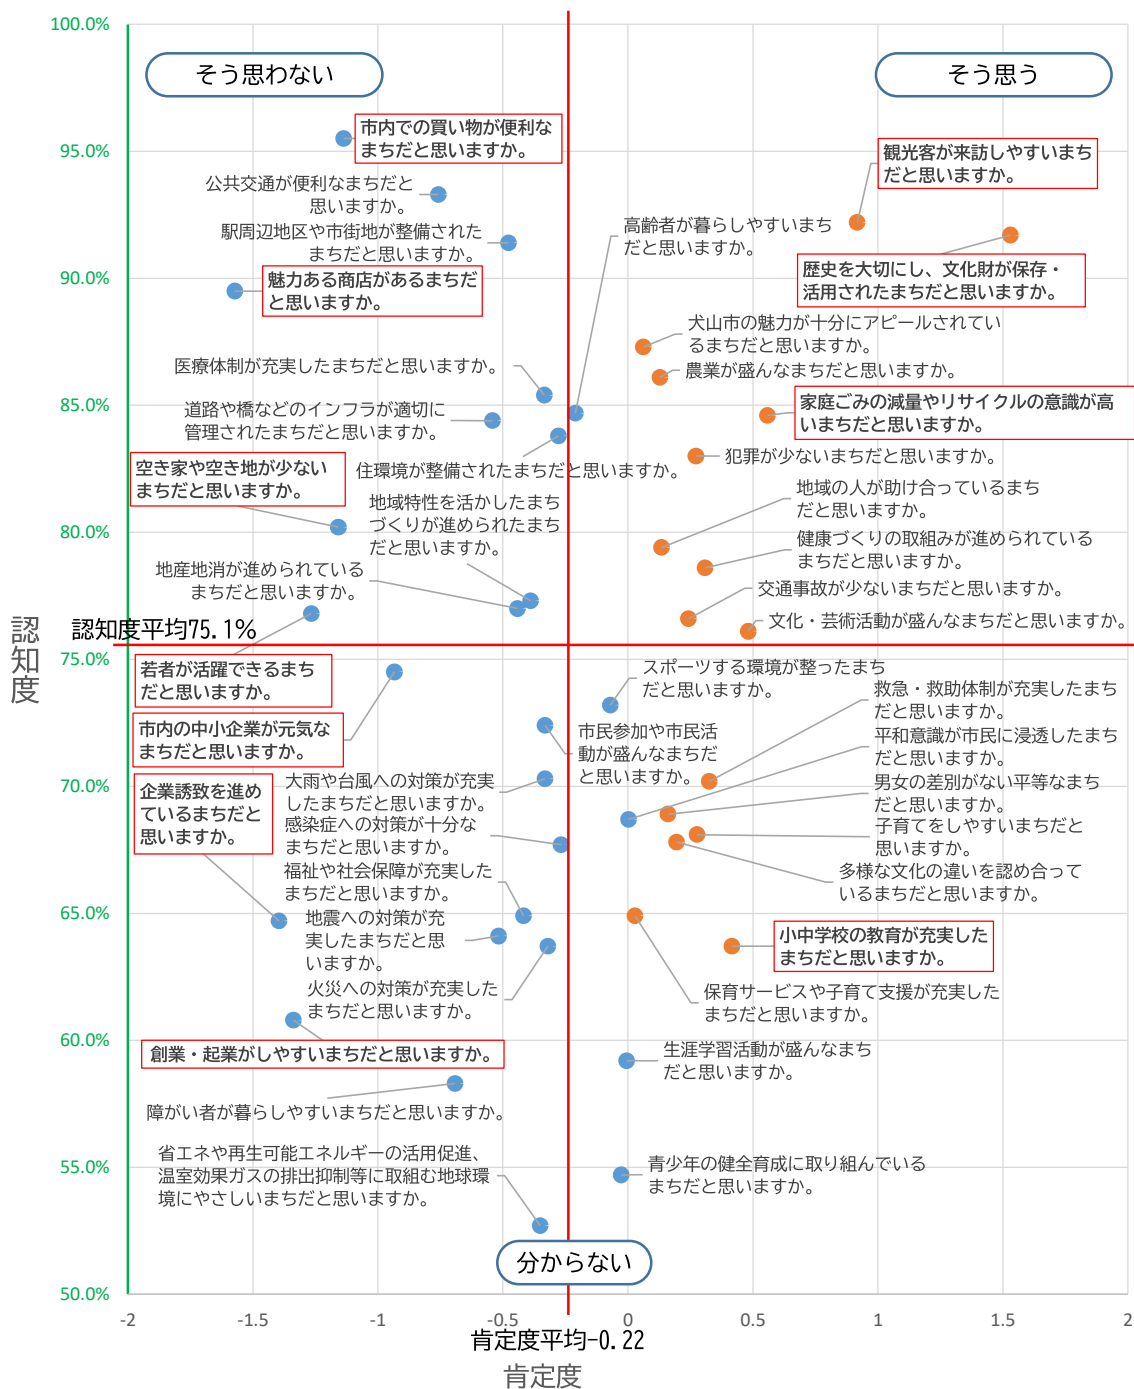 100.0%
そう思わない
そう思う
市内での買い物が便利な
まちだと思いますか。
95.0%
観光客が来訪しやすいまち
だと思いますか。
公共交通が便利なまちだと
思いますか。
高齢者が暮らしやすいまち
だと思いますか。
駅周辺地区や市街地が整備された
まちだと思いますか。
歴史を大切にし、文化財が保存・
活用されたまちだと思いますか。
90.0%
魅力ある商店があるまちだ
と思いますか。
犬山市の魅力が十分にアピールされてい
るまちだと思いますか。
医療体制が充実したまちだと思いますか。
農業が盛んなまちだと思いますか。
85.0%
道路や橋などのインフラが適切に
管理されたまちだと思いますか。
家庭ごみの減量やリサイクルの意識が高
いまちだと思いますか。
空き家や空き地が少ない
まちだと思いますか。
住環境が整備されたまちだと思いますか。
犯罪が少ないまちだと思いますか。
地域特性を活かしたまち
づくりが進められたまち
だと思いますか。
地域の人が助け合っているまち
だと思いますか。
80.0%
健康づくりの取組みが進められている
まちだと思いますか。
地産地消が進められている
まちだと思いますか。
交通事故が少ないまちだと思いますか。
文化・芸術活動が盛んなまちだと思いますか。
認知度
認知度平均75.1%
75.0%
若者が活躍できるまち
だと思いますか。
スポーツする環境が整ったまち
だと思いますか。
救急・救助体制が充実したまち
だと思いますか。
市内の中小企業が元気な
まちだと思いますか。
市民参加や市民活
動が盛んなまちだ
と思いますか。
平和意識が市民に浸透したまち
だと思いますか。
70.0%
企業誘致を進め
ているまちだと
思いますか。
大雨や台風への対策が充実
したまちだと思いますか。
男女の差別がない平等なまち
だと思いますか。
感染症への対策が十分な
まちだと思いますか。
子育てをしやすいまちだと
思いますか。
福祉や社会保障が充実した
まちだと思いますか。
多様な文化の違いを認め合って
いるまちだと思いますか。
65.0%
地震への対策が充
実したまちだと思
いますか。
小中学校の教育が充実した
まちだと思いますか。
火災への対策が充実した
まちだと思いますか。
保育サービスや子育て支援が充実した
まちだと思いますか。
60.0%
創業・起業がしやすいまちだと思いますか。
生涯学習活動が盛んなまち
だと思いますか。
障がい者が暮らしやすいまちだと思いますか。
55.0%
省エネや再生可能エネルギーの活用促進、
温室効果ガスの排出抑制等に取組む地球環
境にやさしいまちだと思いますか。
青少年の健全育成に取り組んでいる
まちだと思いますか。
分からない
50.0%
-2
-1.5
-1
-0.5
0
0.5
1
1.5
2
肯定度平均-0.22
肯定度